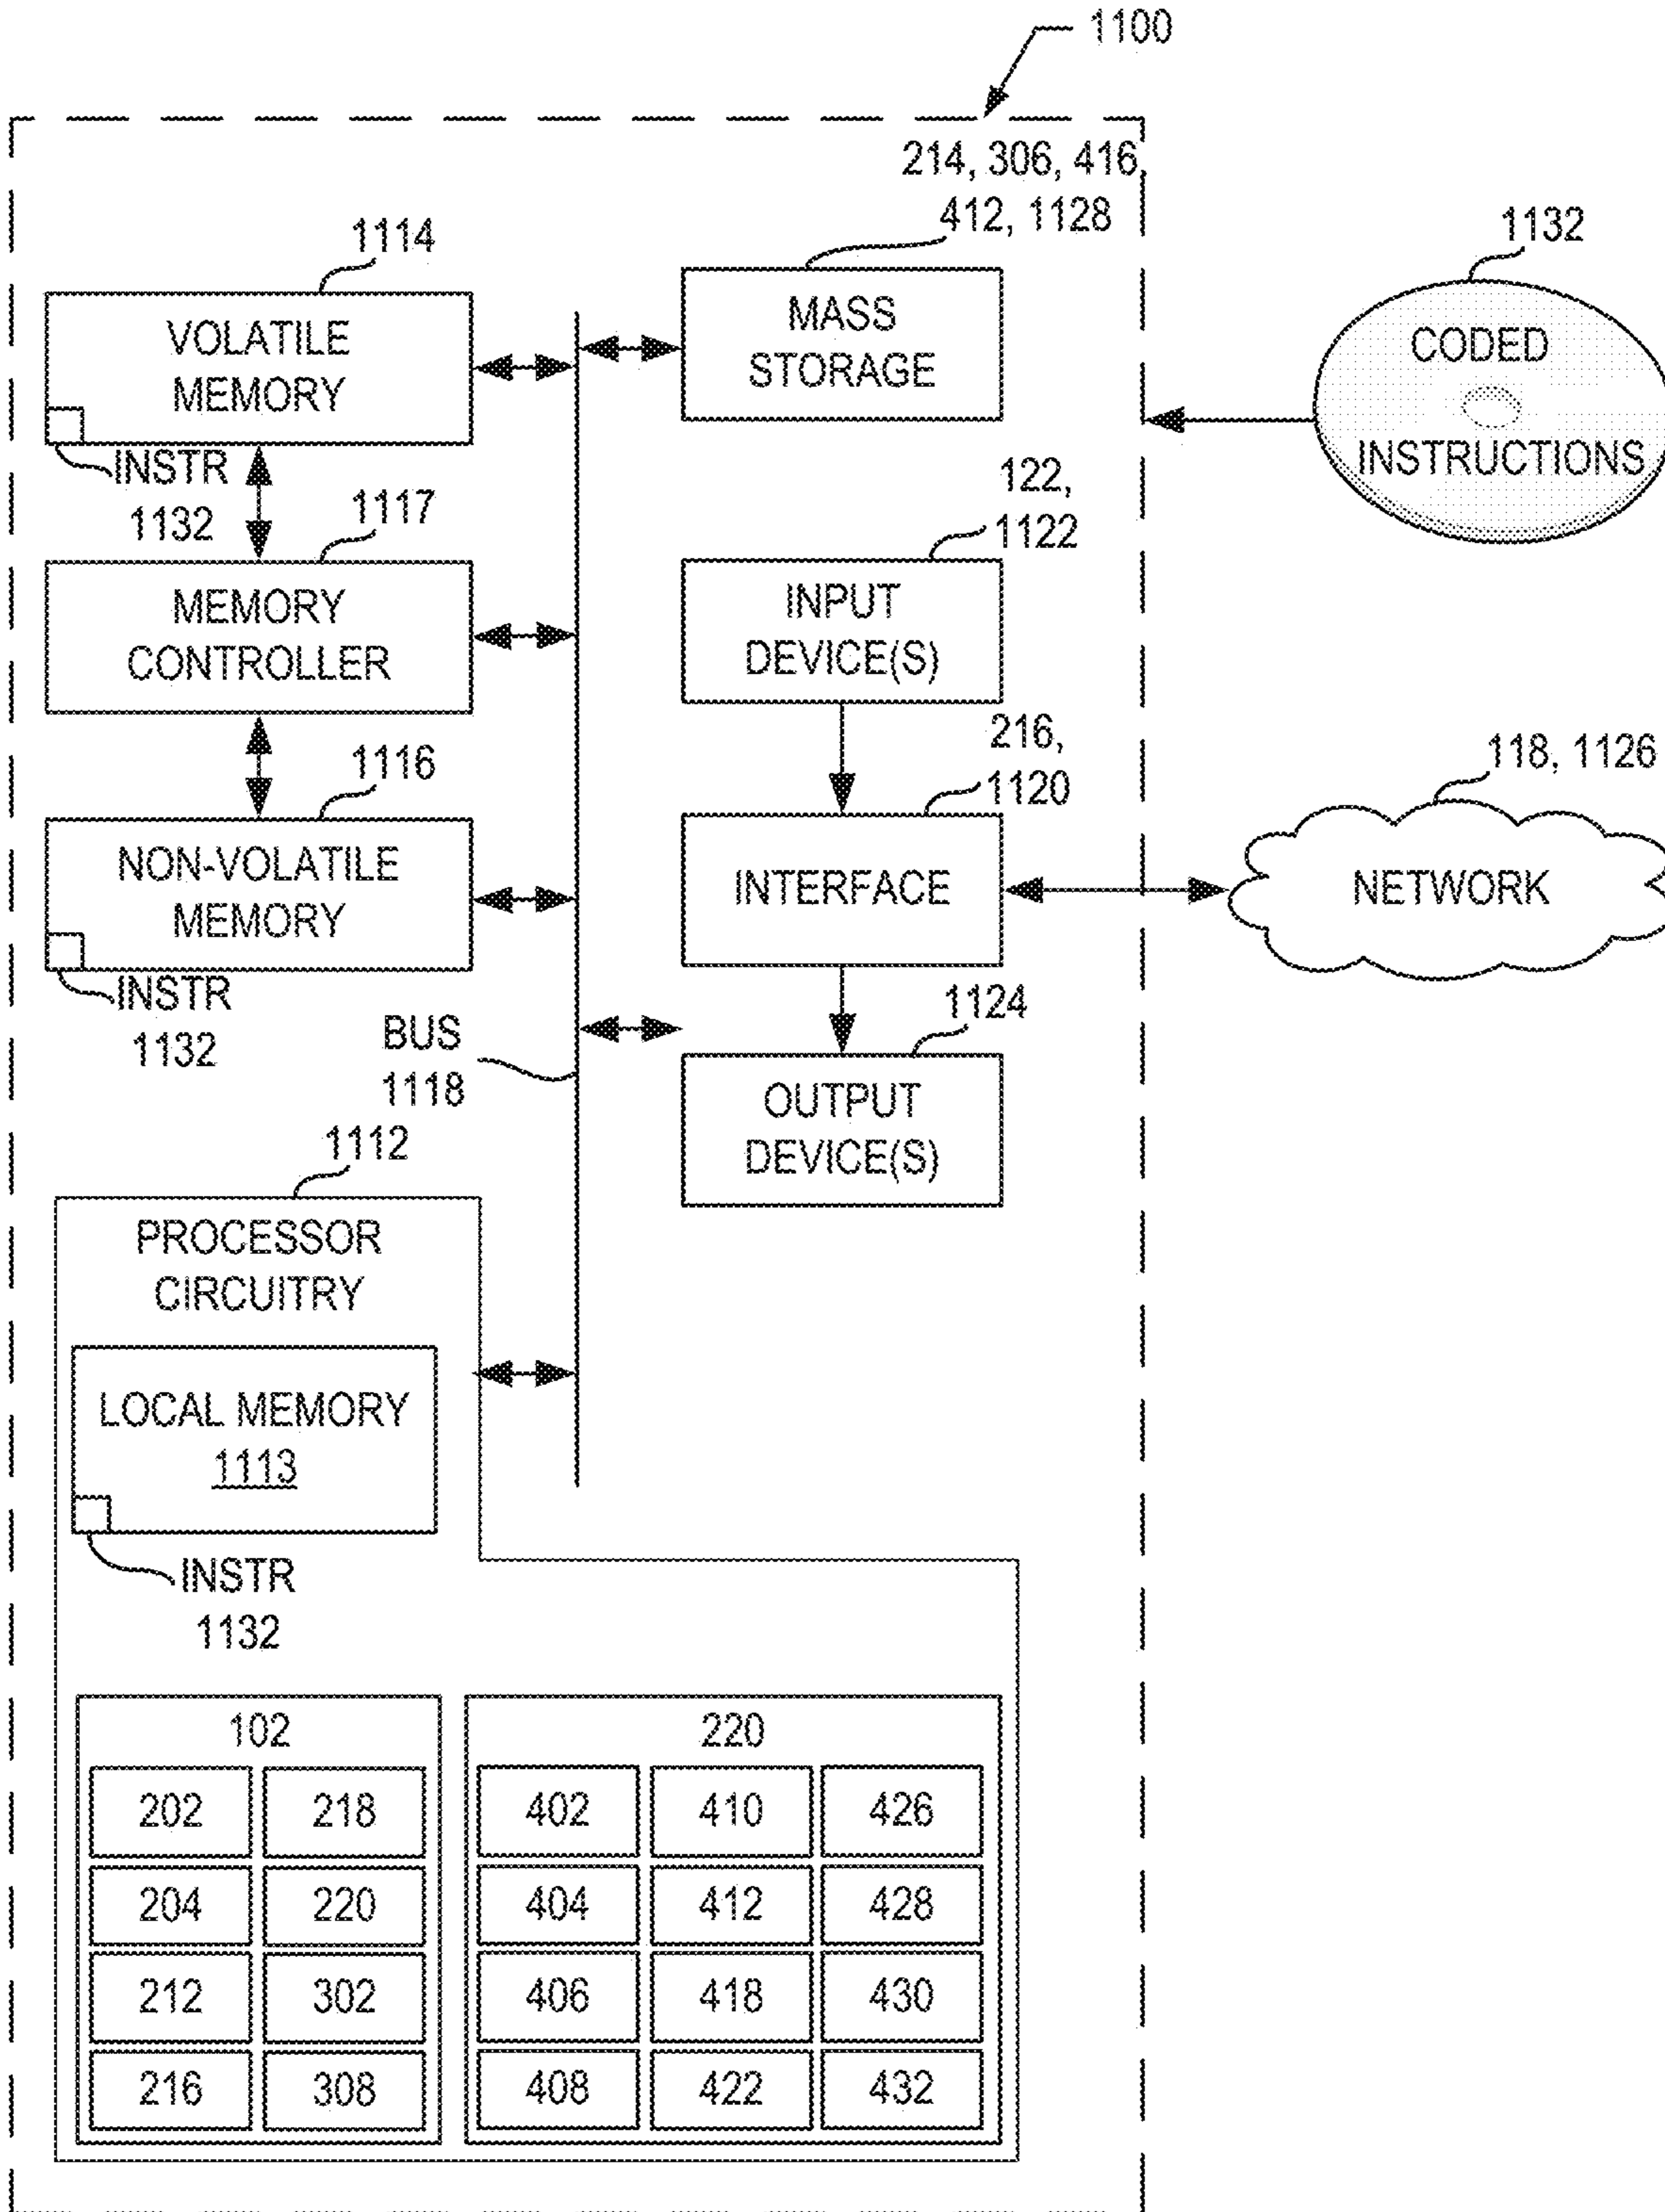 1100
214, 306, 416,
412, 1128
1114
VOLATILE
MEMORY
INSTR
1132
MASS
STORAGE
1132
CODED
INSTRUCTIONS
1117
MEMORY
CONTROLLER
122,
1122
INPUT
DEVICE(S)
1116
NON-VOLATILE
MEMORY
INSTR
1132
216,
1120
INTERFACE
118, 1126
NETWORK
BUS
1118
1124
OUTPUT
DEVICE(S)
1112
PROCESSOR
CIRCUITRY
LOCAL MEMORY
1113
INSTR
1132
102
202 218
204 220
212 302
216 308
220
402 410 426
404 412 428
406 418 430
408 422 432